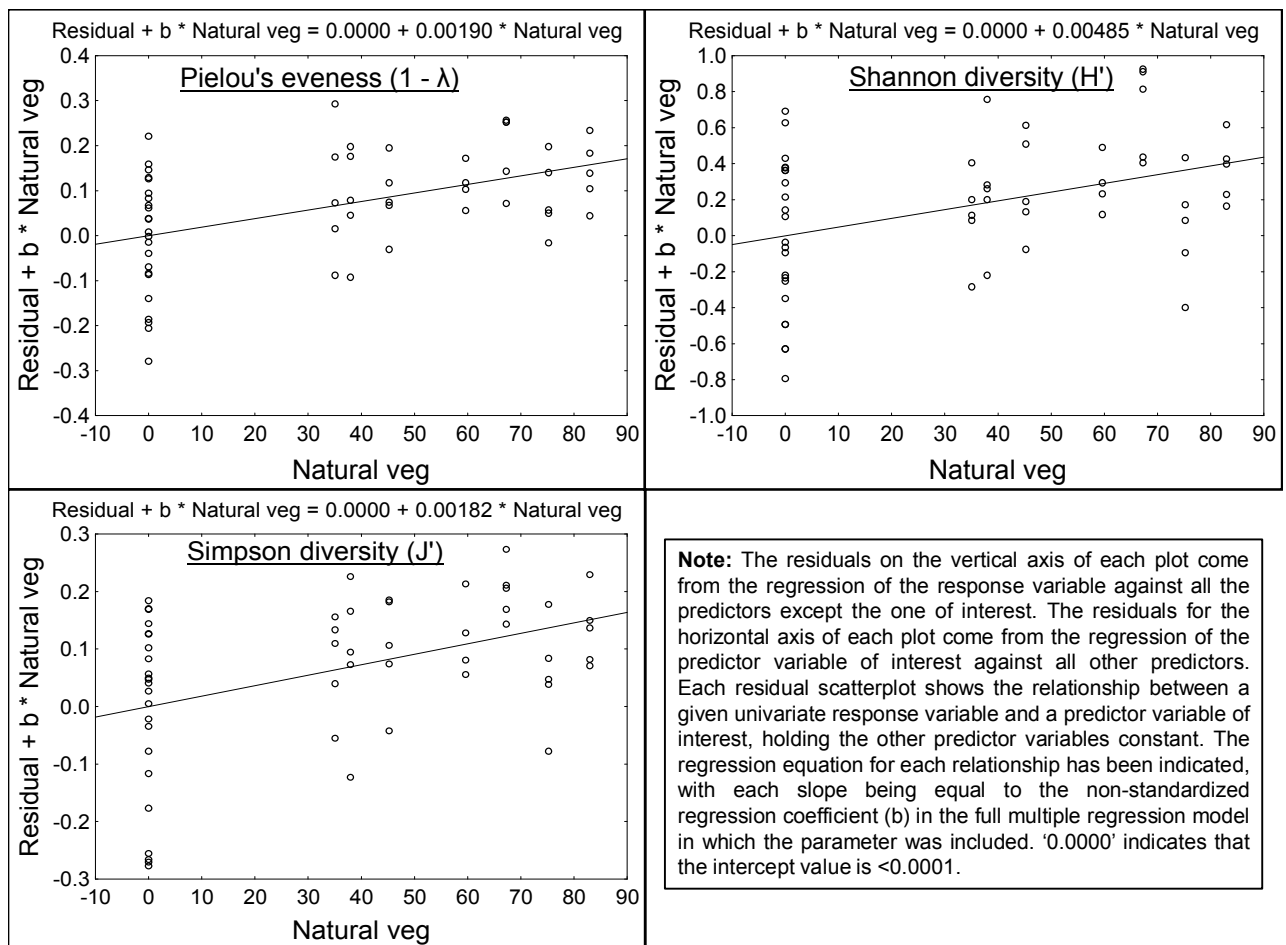 Residual + b * Natural veg = 0.0000 + 0.00190 * Natural veg
Pielou's eveness (1 - λ)
Residual + b * Natural veg
0.4
0.3
0.2
0.1
0.0
-0.1
-0.2
-0.3
-0.4
-10 0 10 20 30 40 50 60 70 80 90
Natural veg
Residual + b * Natural veg = 0.0000 + 0.00485 * Natural veg
Shannon diversity (H')
Residual + b * Natural veg
1.0
0.8
0.6
0.4
0.2
0.0
-0.2
-0.4
-0.6
-0.8
-1.0
-10 0 10 20 30 40 50 60 70 80 90
Natural veg
Residual + b * Natural veg = 0.0000 + 0.00182 * Natural veg
Simpson diversity (J')
Residual + b * Natural veg
0.3
0.2
0.1
0.0
-0.1
-0.2
-0.3
-10 0 10 20 30 40 50 60 70 80 90
Natural veg
Note: The residuals on the vertical axis of each plot come
from the regression of the response variable against all the
predictors except the one of interest. The residuals for the
horizontal axis of each plot come from the regression of the
predictor variable of interest against all other predictors.
Each residual scatterplot shows the relationship between a
given univariate response variable and a predictor variable of
interest, holding the other predictor variables constant. The
regression equation for each relationship has been indicated,
with each slope being equal to the non-standardized
regression coefficient (b) in the full multiple regression model
in which the parameter was included. ‘0.0000’ indicates that
the intercept value is <0.0001.